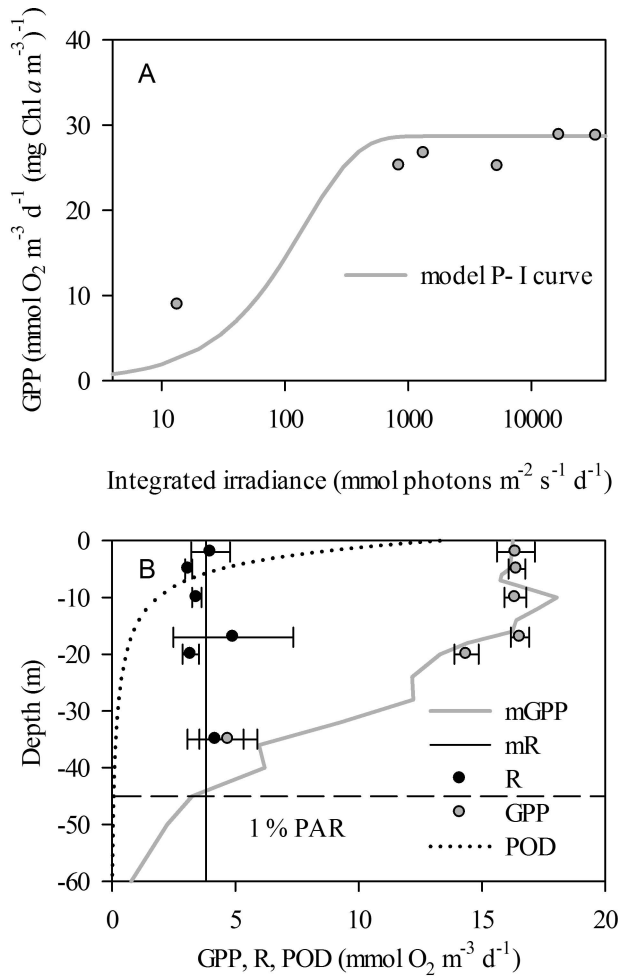 40
A
30
20
model P- I curve
10
0
10 100 1000 10000
GPP (mmol O₂ m⁻³ d⁻¹ (mg Chl a m⁻³)⁻¹)
Integrated irradiance (mmol photons m⁻² s⁻¹ d⁻¹)
0
B
-10
-20
-30
mGPP
mR
R
-40
GPP
1 % PAR
-50
POD
-60
0 5 10 15 20
Depth (m)
GPP, R, POD (mmol O₂ m⁻³ d⁻¹)